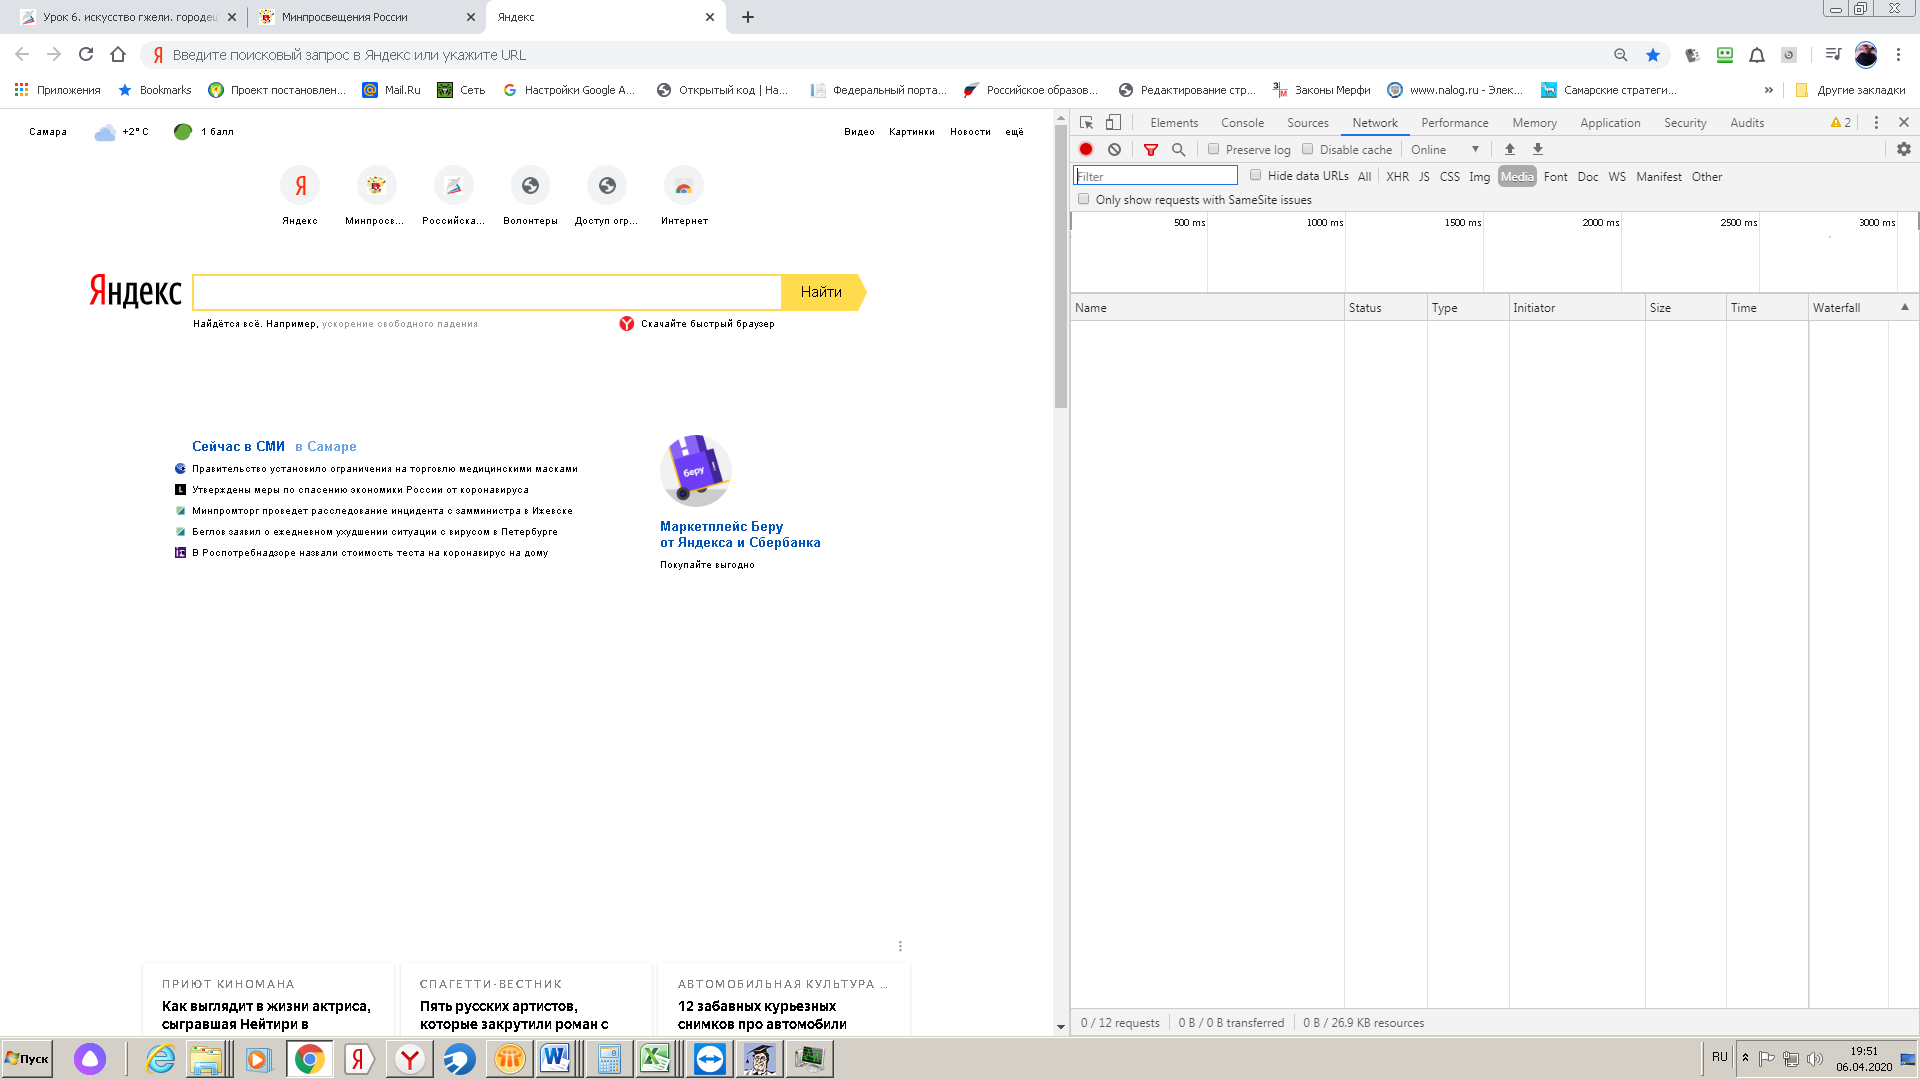 Урок 6. искусство гжели. городец
Минпросвещения России
Яндекс
Введите поисковый запрос в Яндекс или укажите URL
Приложения
Bookmarks
Проект постановлен...
Mail.Ru
Сеть
Настройки Google A...
Открытый код | На...
Федеральный порта...
Российское образов...
Редактирование стр...
Законы Мерфи
www.nalog.ru - Элек...
Самарские стратеги...
»
Другие закладки
Самара
+2° C
1 балл
Видео Картинки Новости ещё
Яндекс
Минпросв...
Российска...
Волонтеры
Доступ огр...
Интернет
Яндекс
Найти
Найдётся всё. Например, ускорение свободного падения
Скачайте быстрый браузер
Сейчас в СМИ в Самаре
Правительство установило ограничения на торговлю медицинскими масками
Утверждены меры по спасению экономики России от коронавируса
Минпромторг проведет расследование инцидента с замминистра в Ижевске
Беглов заявил о ежедневном ухудшении ситуации с вирусом в Петербурге
В Роспотребнадзоре назвали стоимость теста на коронавирус на дому
беру
Маркетплейс Беру
от Яндекса и Сбербанка
Покупайте выгодно
ПРИЮТ КИНОМАНА
Как выглядит в жизни актриса,
сыгравшая Нейтири в
СПАГЕТТИ-ВЕСТНИК
Пять русских артистов,
которые закрутили роман с
АВТОМОБИЛЬНАЯ КУЛЬТУРА ...
12 забавных курьезных
снимков про автомобили
Elements Console Sources Network Performance Memory Application Security Audits 2
Preserve log Disable cache Online
Filter Hide data URLs All XHR JS CSS Img Media Font Doc WS Manifest Other
Only show requests with SameSite issues
500 ms 1000 ms 1500 ms 2000 ms 2500 ms 3000 ms
Name Status Type Initiator Size Time Waterfall
0 / 12 requests 0 B / 0 B transferred 0 B / 26.9 KB resources
Пуск
RU
19:51
06.04.2020